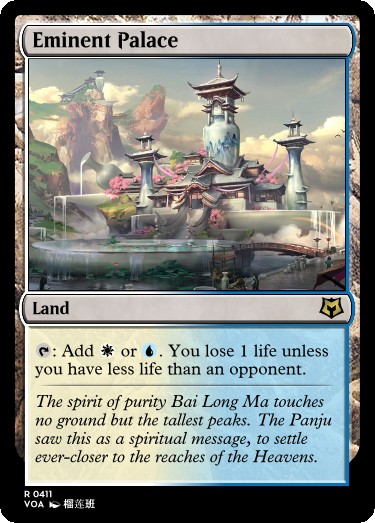 Eminent Palace
Land
: Add or . You lose 1 life unless
you have less life than an opponent.
The spirit of purity Bai Long Ma touches
no ground but the tallest peaks. The Panju
saw this as a spiritual message, to settle
ever-closer to the reaches of the Heavens.
R 0411
VOA 榴莲班